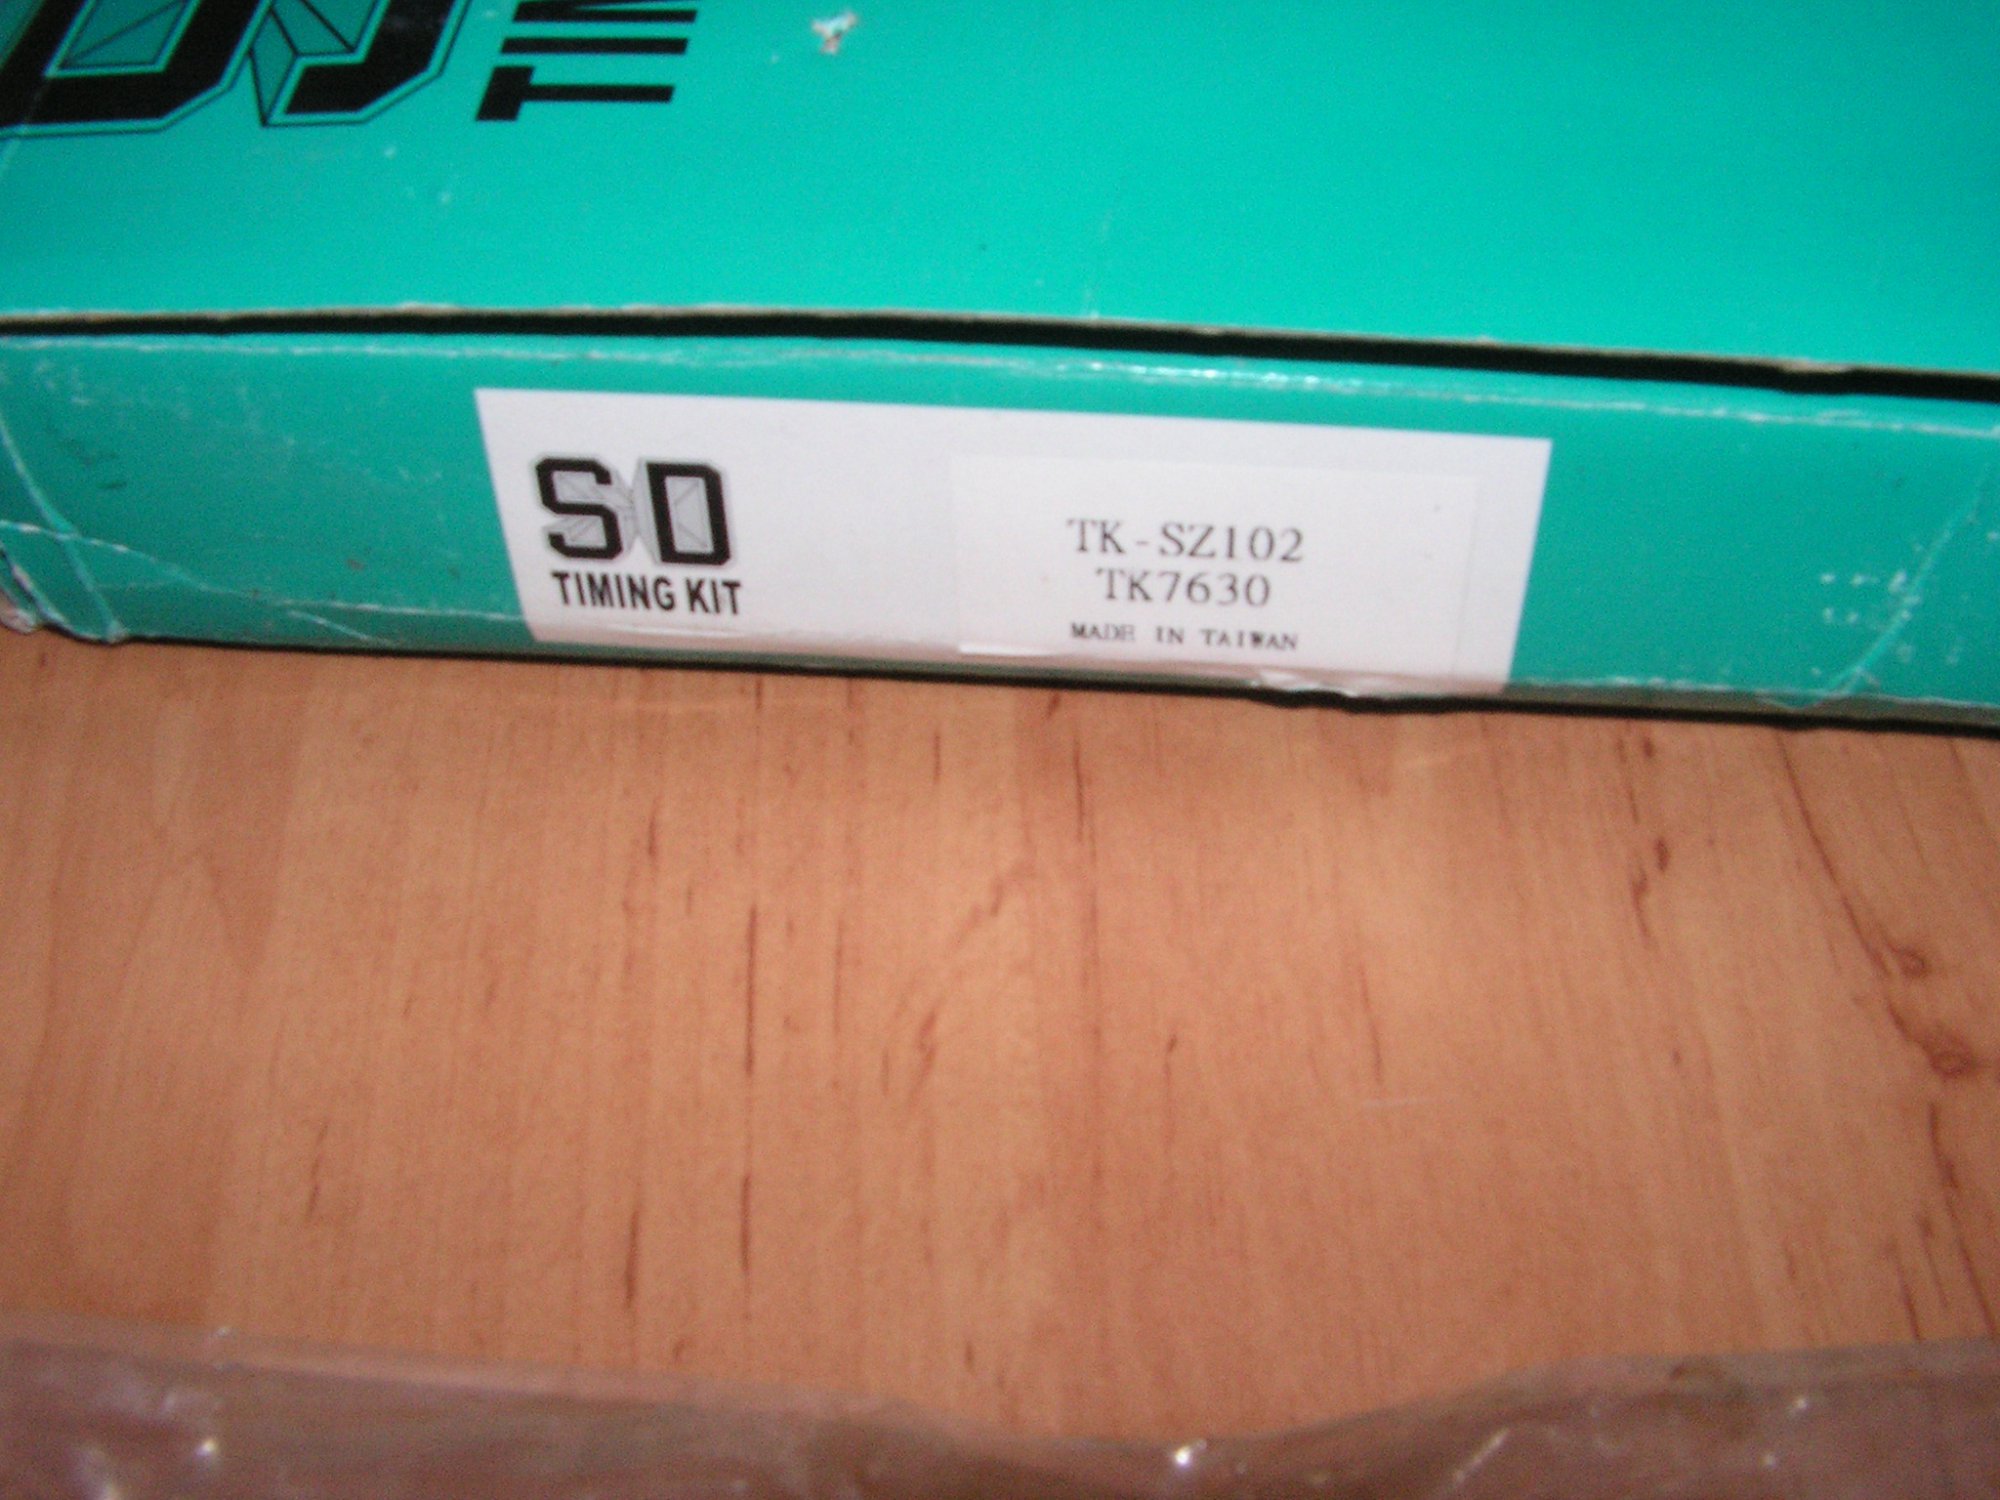 SD
TIMING KIT
TK-SZ102
TK7630
MADE IN TAIWAN